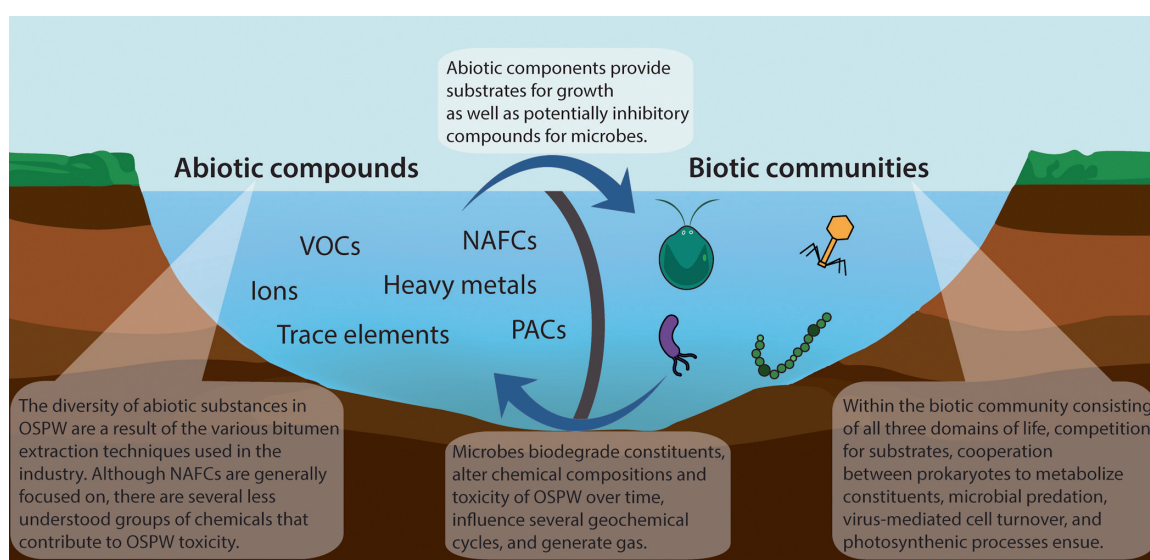 Abiotic components provide
substrates for growth
as well as potentially inhibitory
compounds for microbes.
Abiotic compounds
Biotic communities
VOCs
NAFCs
Ions
Heavy metals
Trace elements
PACs
The diversity of abiotic substances in
OSPW are a result of the various bitumen
extraction techniques used in the
industry. Although NAFCs are generally
focused on, there are several less
understood groups of chemicals that
contribute to OSPW toxicity.
Microbes biodegrade constituents,
alter chemical compositions and
toxicity of OSPW over time,
influence several geochemical
cycles, and generate gas.
Within the biotic community consisting
of all three domains of life, competition
for substrates, cooperation
between prokaryotes to metabolize
constituents, microbial predation,
virus-mediated cell turnover, and
photosynthenic processes ensue.